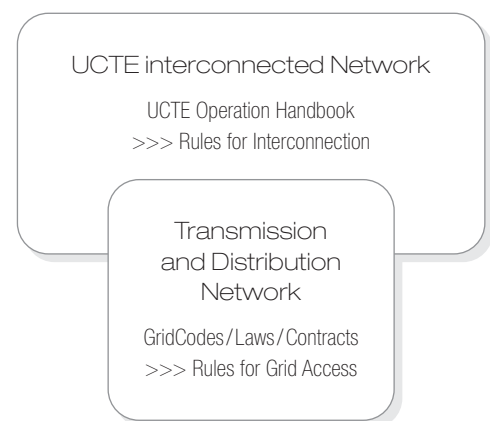 UCTE interconnected Network
UCTE Operation Handbook
>>> Rules for Interconnection
Transmission
and Distribution
Network
GridCodes/Laws/Contracts
>>> Rules for Grid Access